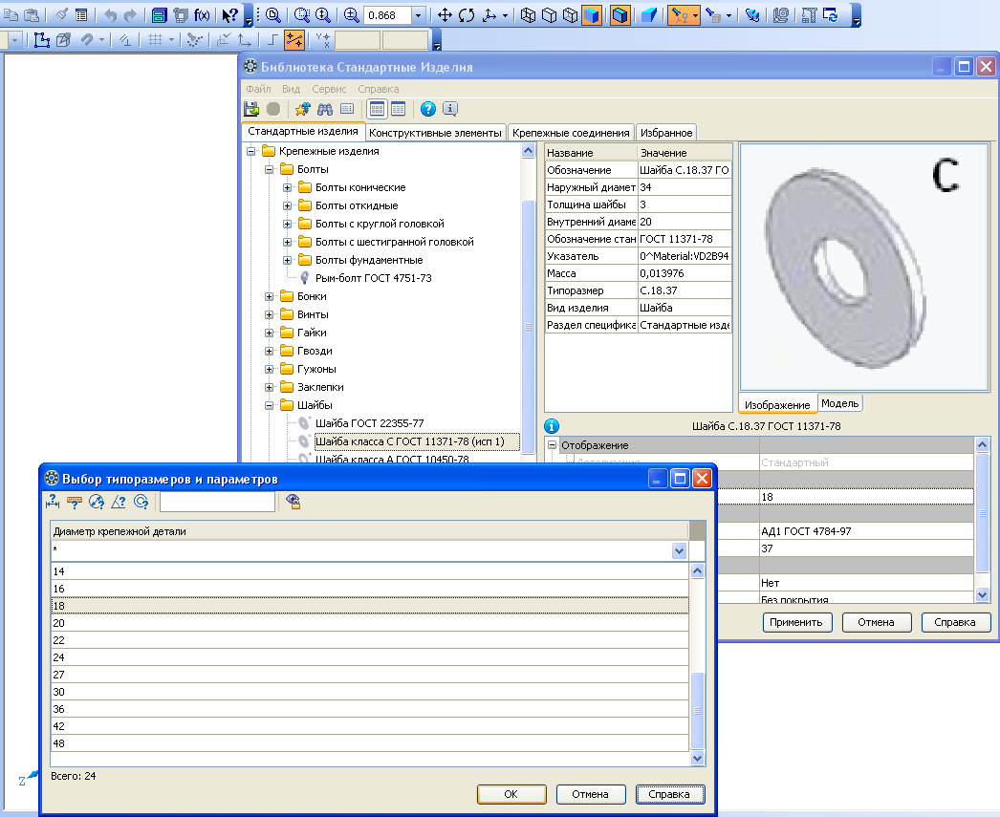 f(x)
0.868
Библиотека Стандартные Изделия
Файл Вид Сервис Справка
Стандартные изделия Конструктивные элементы Крепежные соединения Избранное
Крепежные изделия
Болты
Болты конические
Болты откидные
Болты с круглой головкой
Болты с шестигранной головкой
Болты фундаментные
Рым-болт ГОСТ 4751-73
Бонки
Винты
Гайки
Гвозди
Гужоны
Заклепки
Шайбы
Шайба ГОСТ 22355-77
Шайба класса С ГОСТ 11371-78 (исп 1)
Шайба класса А ГОСТ 10450-78
Название Значение
Обозначение Шайба С.18.37 ГО
Наружный диамет 34
Толщина шайбы 3
Внутренний диаме 20
Обозначение стан ГОСТ 11371-78
Указатель 0^Material:VD2B94
Масса 0,013976
Типоразмер С.18.37
Вид изделия Шайба
Раздел специфика Стандартные изде
С
Изображение Модель
Шайба С.18.37 ГОСТ 11371-78
Отображение
Детализация Стандартный
18
АД1 ГОСТ 4784-97
37
Нет
Без покрытия
Применить Отмена Справка
Выбор типоразмеров и параметров
Диаметр крепежной детали
*
14
16
18
20
22
24
27
30
36
42
48
Всего: 24
OK Отмена Справка
Z